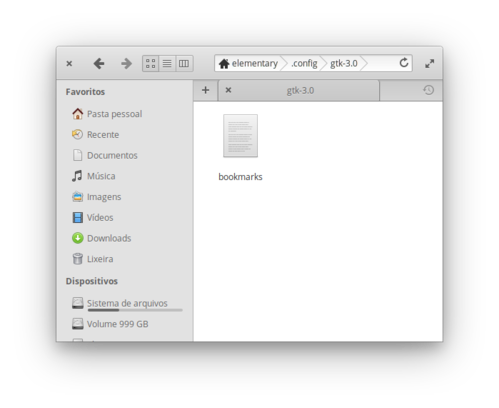 elementary .config gtk-3.0
Favoritos
gtk-3.0
Pasta pessoal
Recente
Documentos
Música
Imagens
Vídeos
Downloads
Lixeira
bookmarks
Dispositivos
Sistema de arquivos
Volume 999 GB